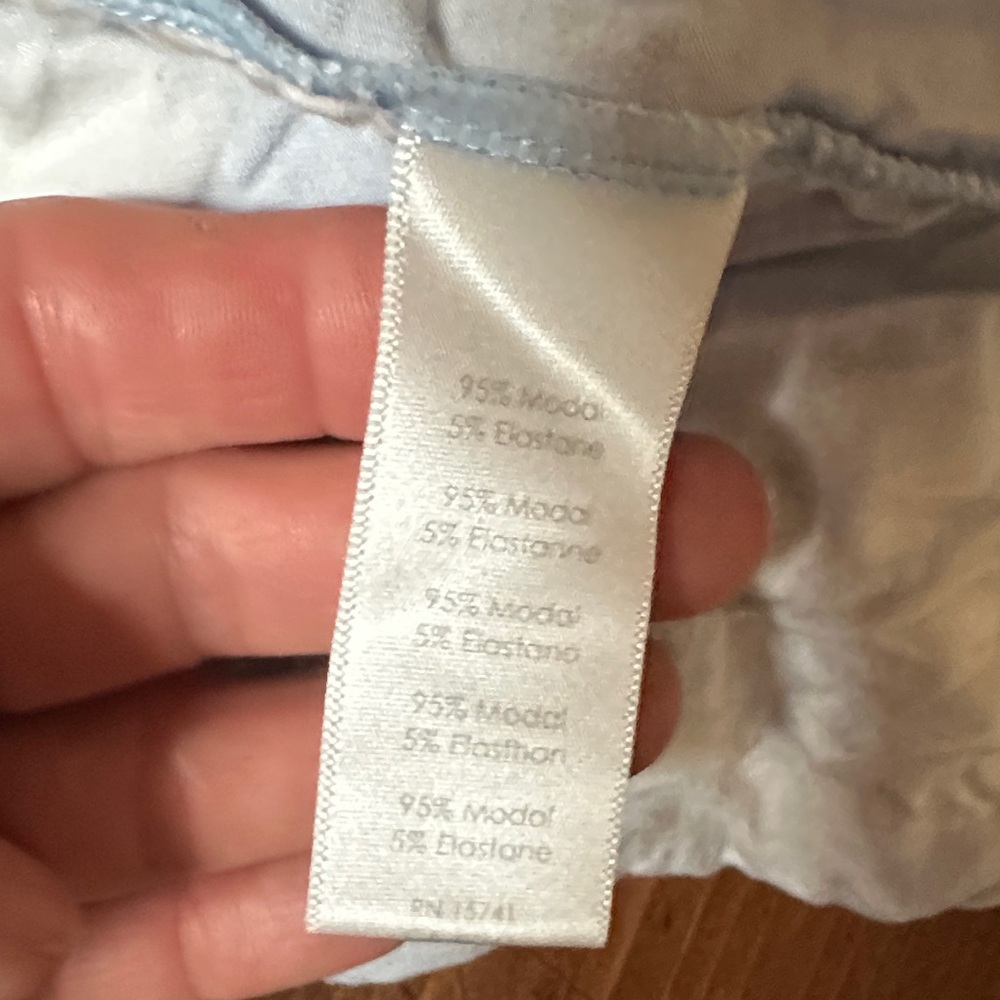 95% Modal
5% Elastane
95% Modal
5% Elastanne
95% Modal
5% Elastano
95% Modal
5% Elasthan
95% Modal
5% Elastane
RN 15741